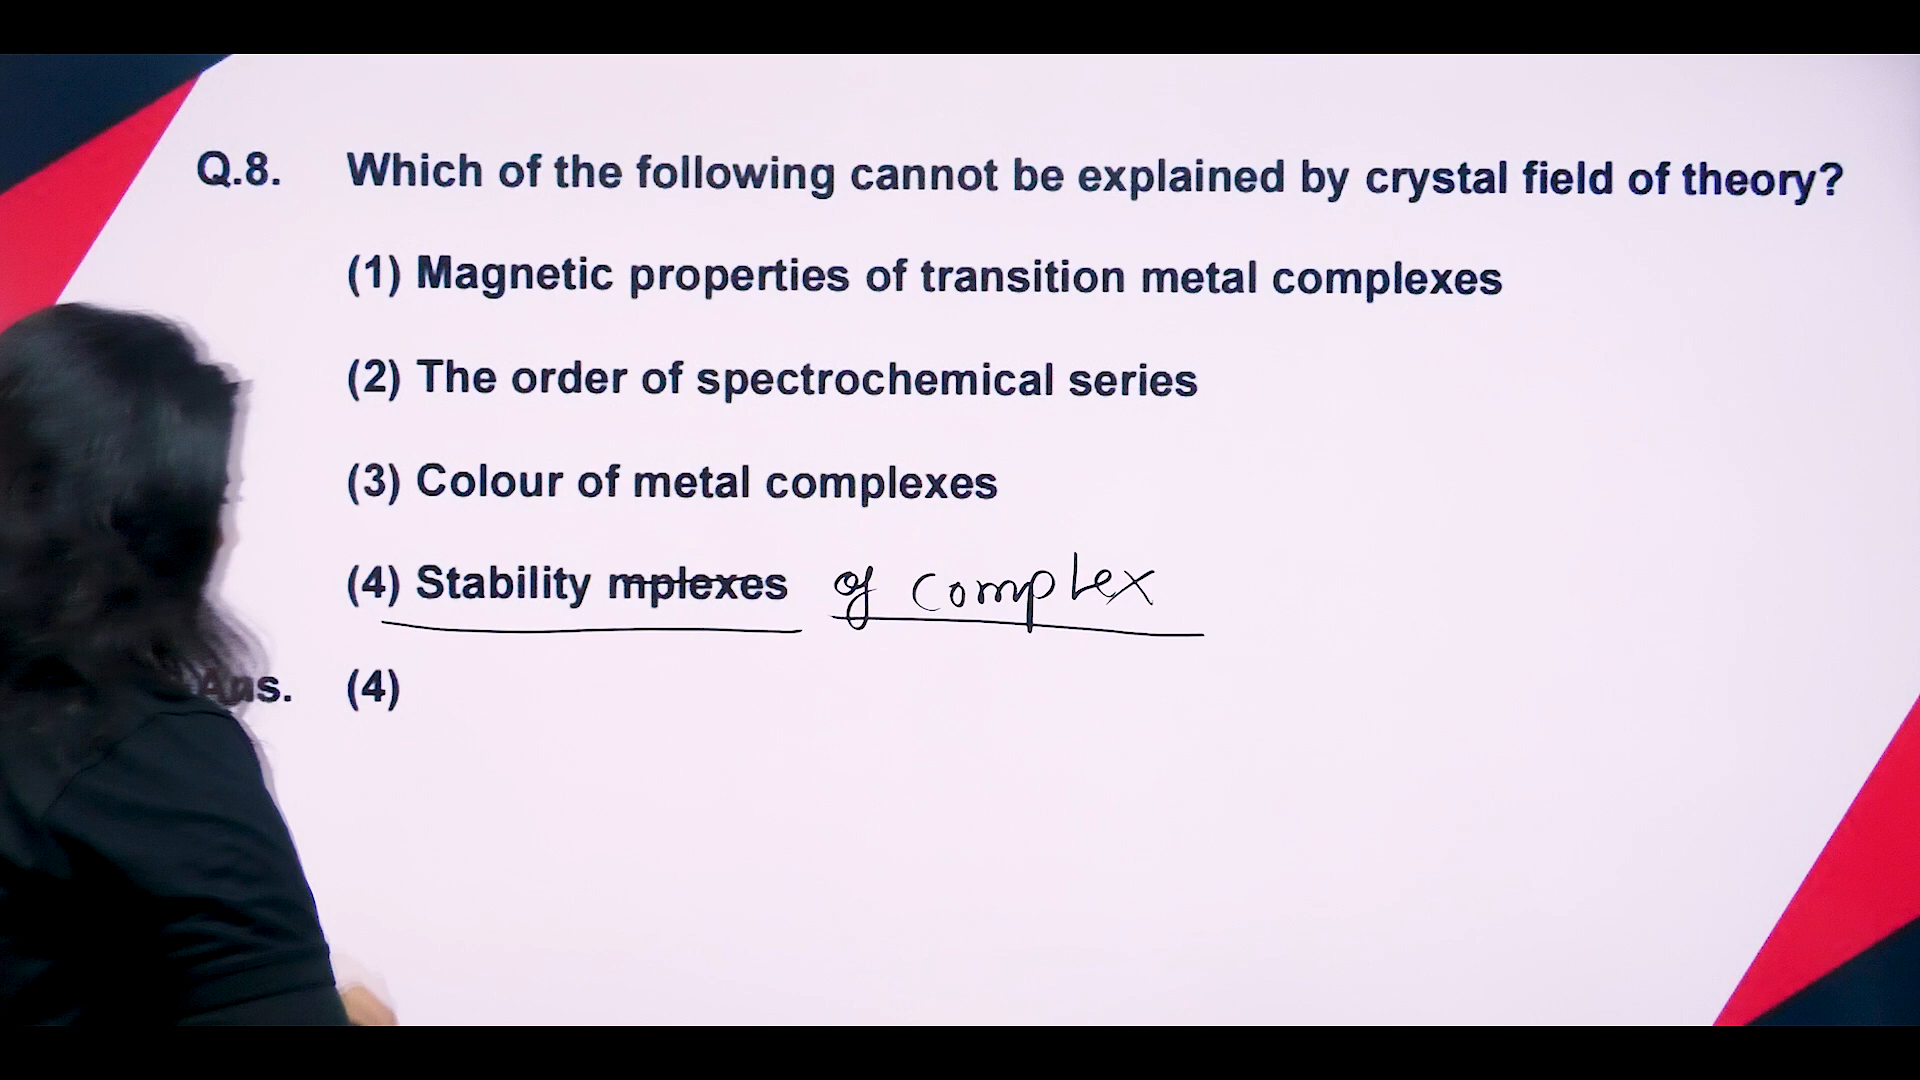 Q.8. Which of the following cannot be explained by crystal field of theory?
(1) Magnetic properties of transition metal complexes
(2) The order of spectrochemical series
(3) Colour of metal complexes
(4) Stability mplexes of complex
Ans. (4)